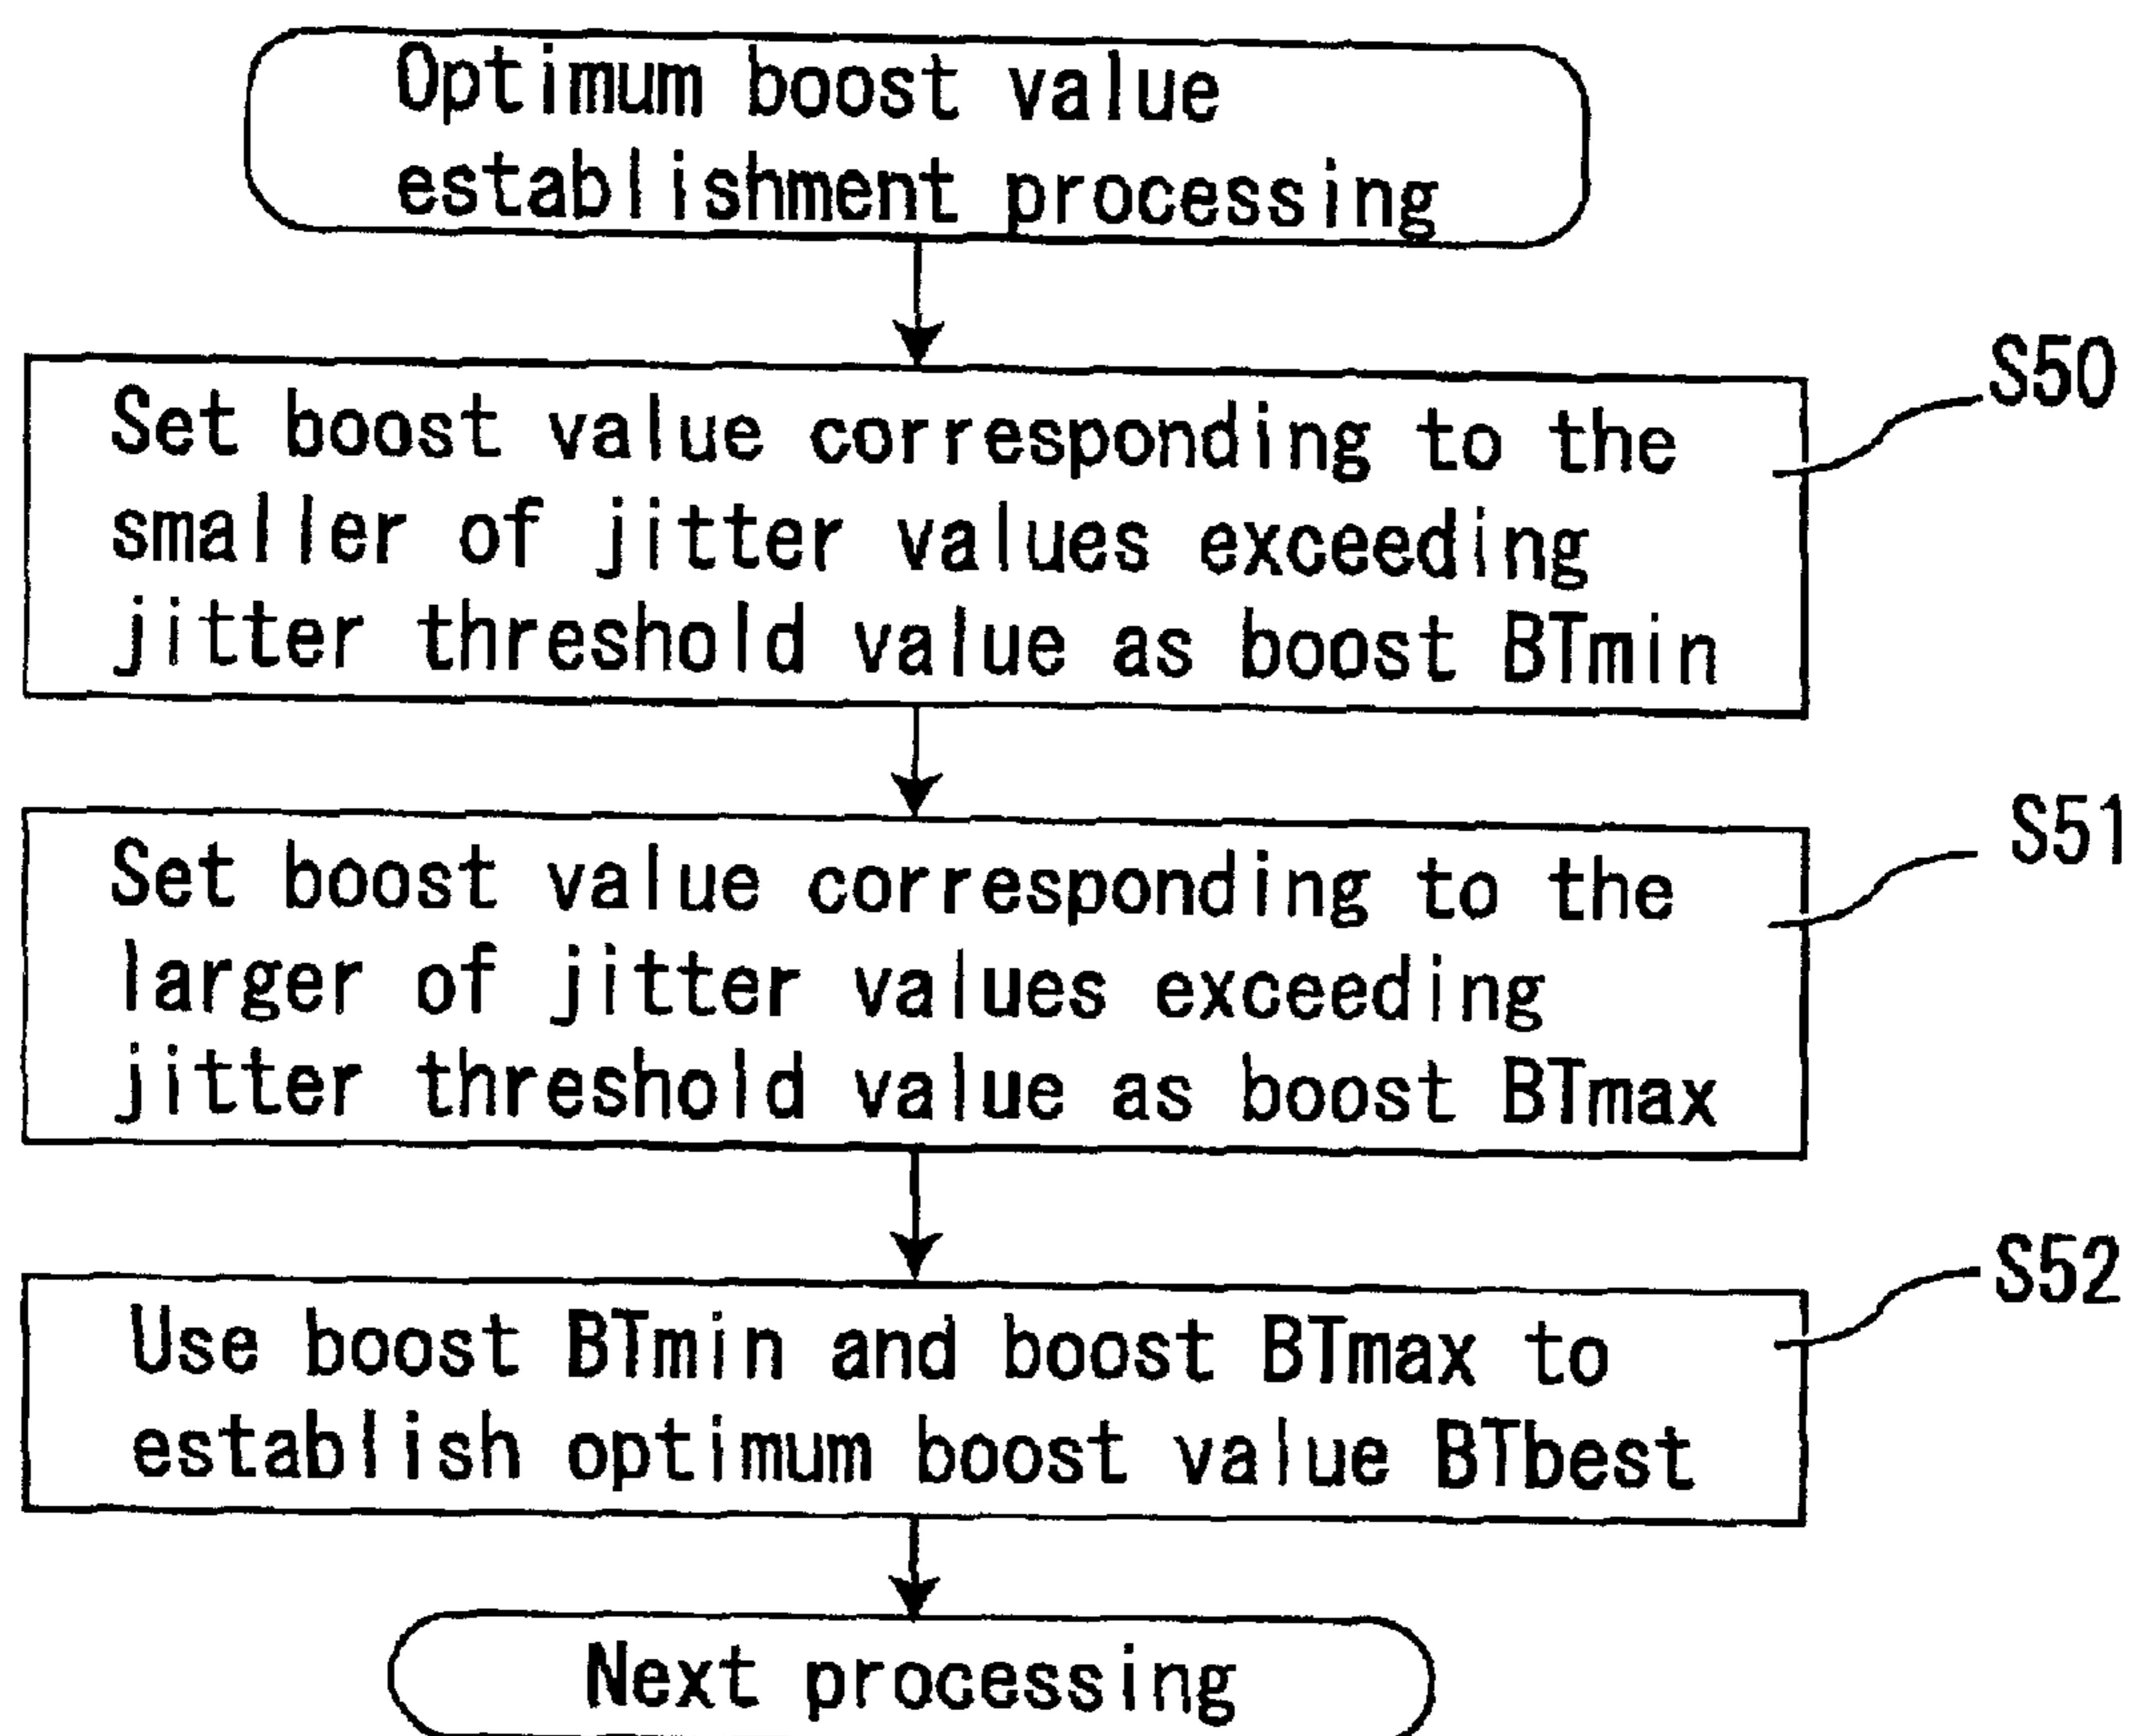 Optimum boost value
establishment processing
S50
Set boost value corresponding to the
smaller of jitter values exceeding
jitter threshold value as boost BTmin
S51
Set boost value corresponding to the
larger of jitter values exceeding
jitter threshold value as boost BTmax
S52
Use boost BTmin and boost BTmax to
establish optimum boost value BTbest
Next processing